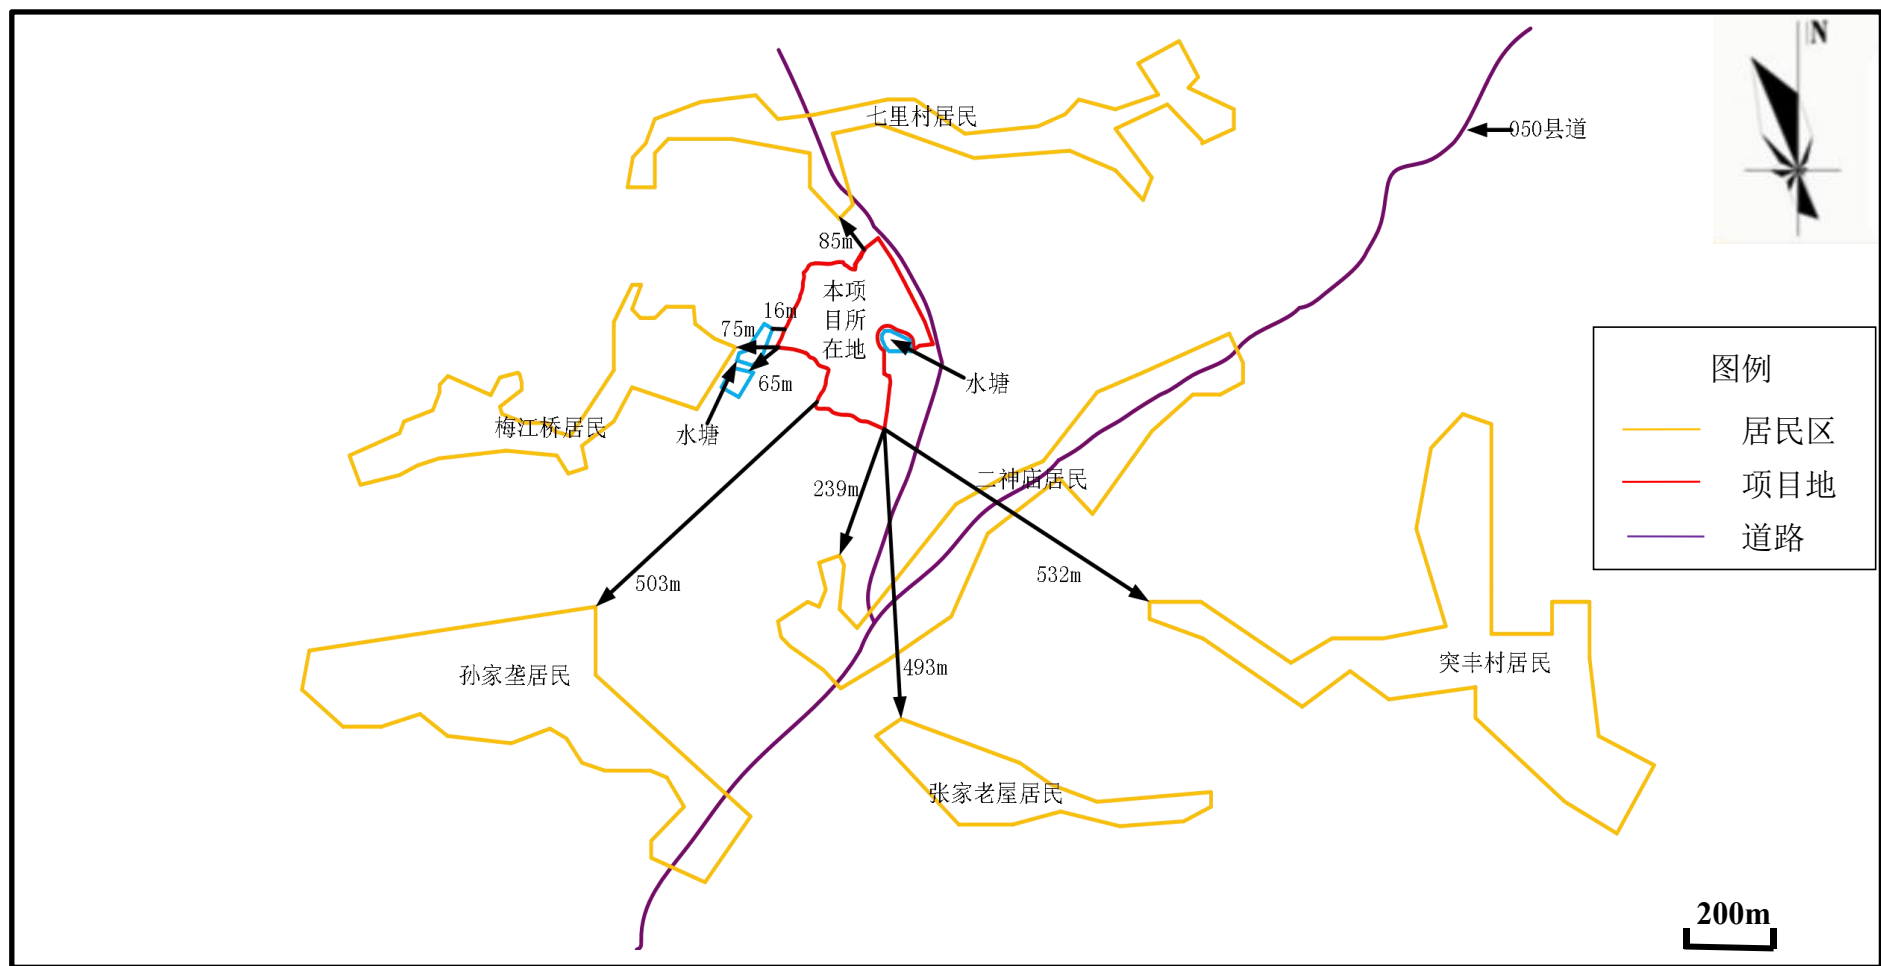 N
七里村居民
050县道
85m
本项
目所
在地
16m
75m
65m
水塘
水塘
梅江桥居民
图例
居民区
项目地
道路
二神庙居民
239m
532m
503m
493m
孙家垄居民
突丰村居民
张家老屋居民
200m